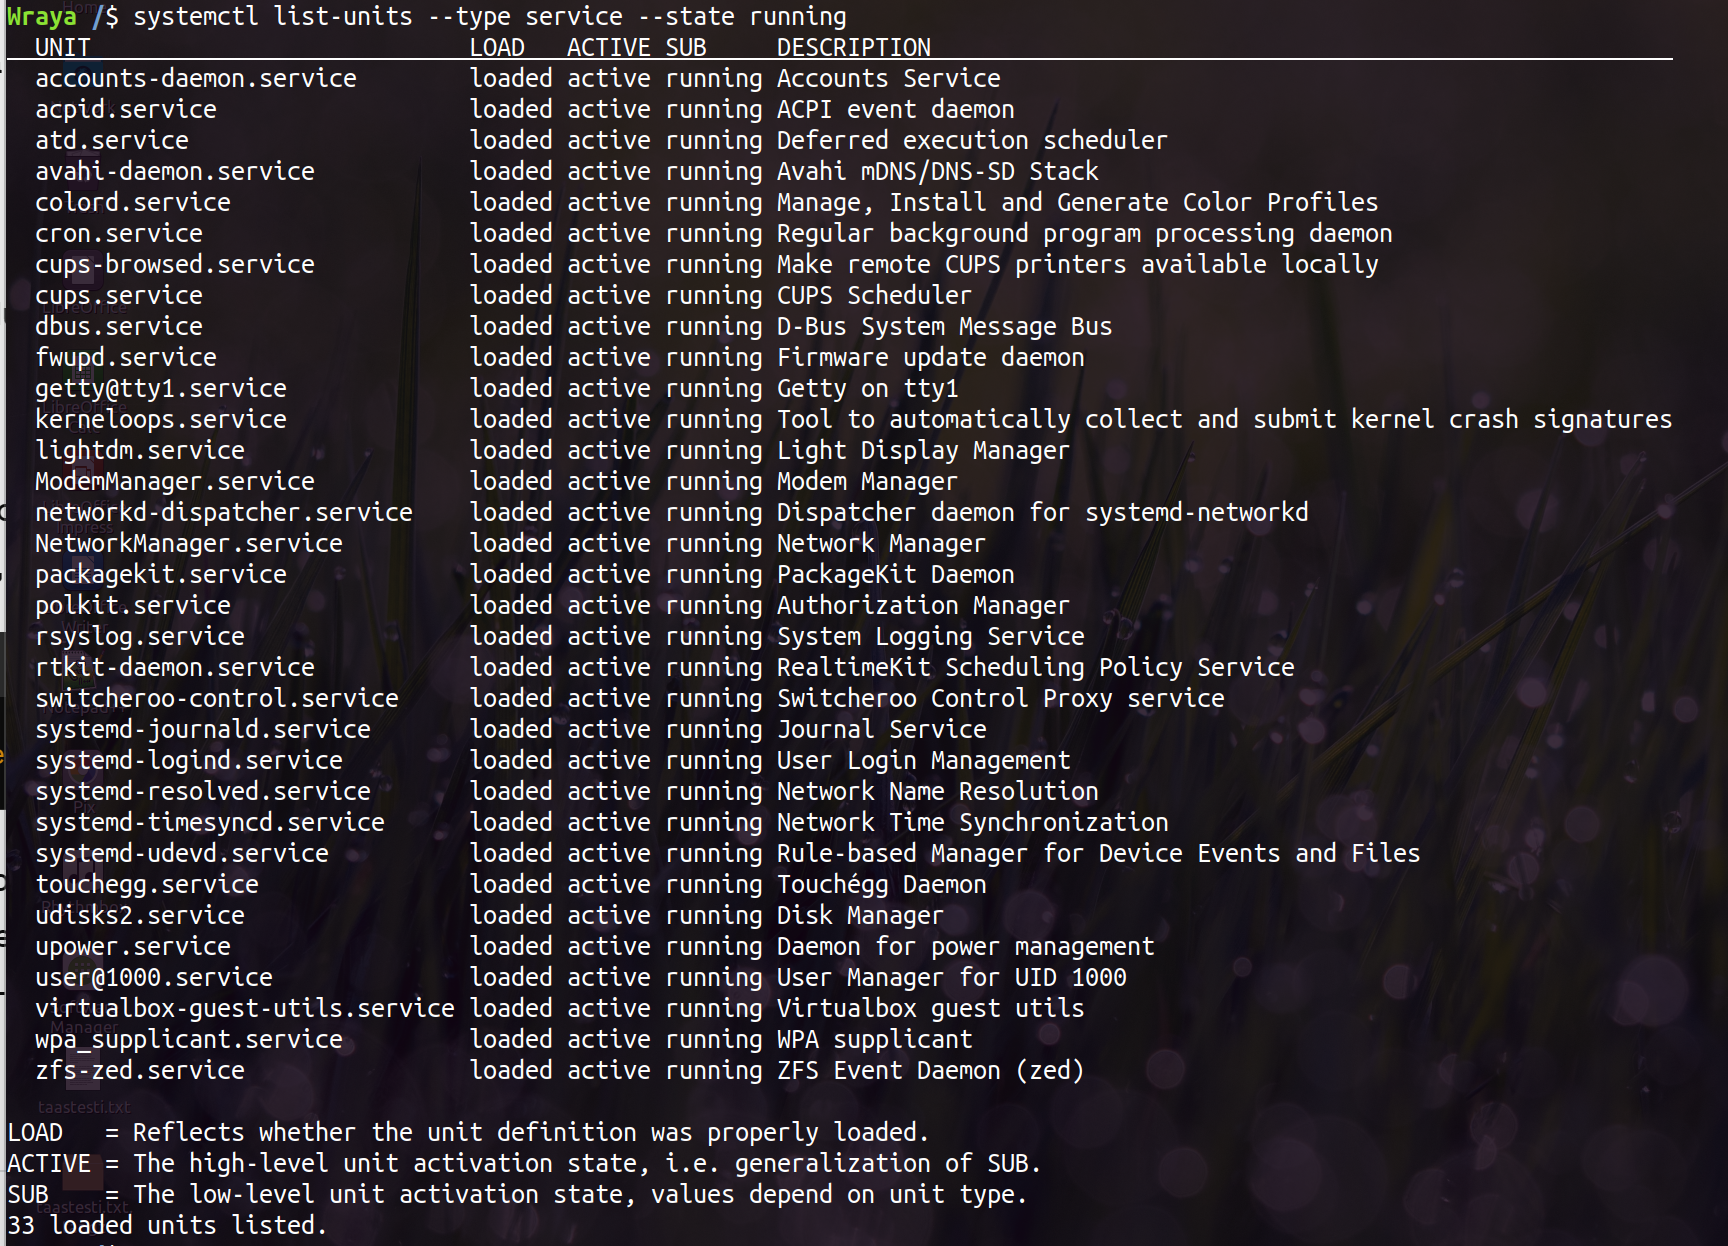 Wraya /$ systemctl list-units --type service --state running
UNIT LOAD ACTIVE SUB DESCRIPTION
accounts-daemon.service loaded active running Accounts Service
acpid.service loaded active running ACPI event daemon
atd.service loaded active running Deferred execution scheduler
avahi-daemon.service loaded active running Avahi mDNS/DNS-SD Stack
colord.service loaded active running Manage, Install and Generate Color Profiles
cron.service loaded active running Regular background program processing daemon
cups-browsed.service loaded active running Make remote CUPS printers available locally
cups.service loaded active running CUPS Scheduler
dbus.service loaded active running D-Bus System Message Bus
fwupd.service loaded active running Firmware update daemon
getty@tty1.service loaded active running Getty on tty1
kerneloops.service loaded active running Tool to automatically collect and submit kernel crash signatures
lightdm.service loaded active running Light Display Manager
ModemManager.service loaded active running Modem Manager
networkd-dispatcher.service loaded active running Dispatcher daemon for systemd-networkd
NetworkManager.service loaded active running Network Manager
packagekit.service loaded active running PackageKit Daemon
polkit.service loaded active running Authorization Manager
rsyslog.service loaded active running System Logging Service
rtkit-daemon.service loaded active running RealtimeKit Scheduling Policy Service
switcheroo-control.service loaded active running Switcheroo Control Proxy service
systemd-journald.service loaded active running Journal Service
systemd-logind.service loaded active running User Login Management
systemd-resolved.service loaded active running Network Name Resolution
systemd-timesyncd.service loaded active running Network Time Synchronization
systemd-udevd.service loaded active running Rule-based Manager for Device Events and Files
touchegg.service loaded active running Touchégg Daemon
udisks2.service loaded active running Disk Manager
upower.service loaded active running Daemon for power management
user@1000.service loaded active running User Manager for UID 1000
virtualbox-guest-utils.service loaded active running Virtualbox guest utils
wpa_supplicant.service loaded active running WPA supplicant
zfs-zed.service loaded active running ZFS Event Daemon (zed)
taastesti.txt
LOAD = Reflects whether the unit definition was properly loaded.
ACTIVE = The high-level unit activation state, i.e. generalization of SUB.
SUB = The low-level unit activation state, values depend on unit type.
33 loaded units listed.